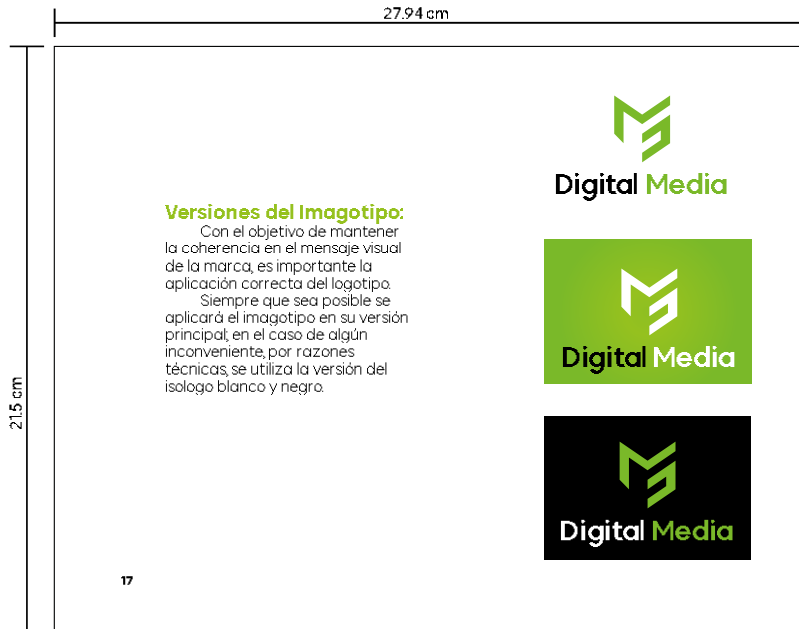 27.94 cm
21.5 cm
Versiones del Imagotipo:
Con el objetivo de mantener
la coherencia en el mensaje visual
de la marca, es importante la
aplicación correcta del logotipo.
Siempre que sea posible se
aplicará el imagotipo en su versión
principal; en el caso de algún
inconveniente, por razones
técnicas, se utiliza la versión del
isologo blanco y negro.
Digital Media
Digital Media
Digital Media
17